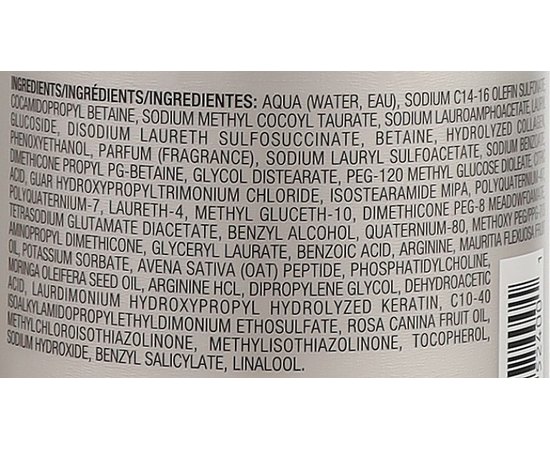 INGREDIENTS/INGRÉDIENTS/INGREDIENTES: AQUA (WATER, EAU), SODIUM C14-16 OLEFIN SULFONATE,
COCAMIDOPROPYL BETAINE, SODIUM METHYL COCOYL TAURATE, SODIUM LAUROAMPHOACETATE,
GLUCOSIDE, DISODIUM LAURETH SULFOSUCCINATE, BETAINE, HYDROLYZED COLLAGEN,
PHENOXYETHANOL, PARFUM (FRAGRANCE), SODIUM LAURYL SULFOACETATE, SODIUM
DIMETHICONE PROPYL PG-BETAINE, GLYCOL DISTEARATE, PEG-120 METHYL GLUCOSE DIOLEATE, CITRIC
ACID, GUAR HYDROXYPROPYLTRIMONIUM CHLORIDE, ISOSTEARAMIDE MIPA,
POLYQUATERNIUM-7, LAURETH-4, METHYL GLUCETH-10, DIMETHICONE PEG-8
TETRASODIUM GLUTAMATE DIACETATE, BENZYL ALCOHOL, QUATERNIUM-80, METHOXY
AMINOPROPYL DIMETHICONE, GLYCERYL LAURATE, BENZOIC ACID, ARGININE, MAURITIA FLEXUOSA FRUIT
OIL, POTASSIUM SORBATE, AVENA SATIVA (OAT) PEPTIDE, PHOSPHATIDYLCHOLINE,
MORINGA OLEIFERA SEED OIL, ARGININE HCL, DIPROPYLENE GLYCOL, DEHYDROACETIC
ACID, LAURDIMONIUM HYDROXYPROPYL HYDROLYZED KERATIN, C10-40
ISOALKYLAMIDOPROPYLETHYLDIMONIUM ETHOSULFATE, ROSA CANINA FRUIT OIL,
METHYLCHLOROISOTHIAZOLINONE, METHYLISOTHIAZOLINONE, TOCOPHEROL,
SODIUM HYDROXIDE, BENZYL SALICYLATE, LINALOOL.